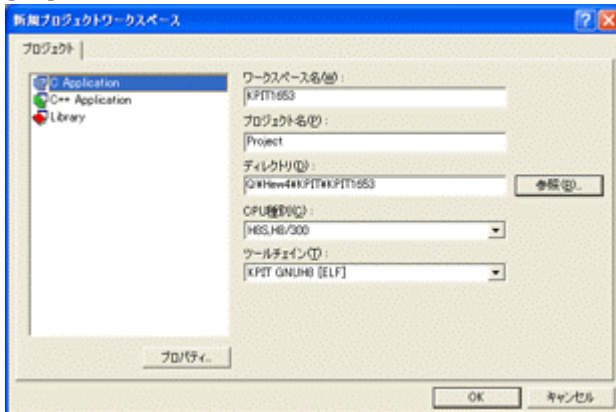 新規プロジェクトワークスペース
プロジェクト
C Application
C++ Application
Library
ワークスペース名(W):
KPIT1653
プロジェクト名(P):
Project
ディレクトリ(D):
Q:¥Hew4¥KPIT¥KPIT1653
参照(B)...
CPU種別(C):
H8S,H8/300
ツールチェイン(T):
KPIT GNUH8 [ELF]
プロパティ...
OK
キャンセル